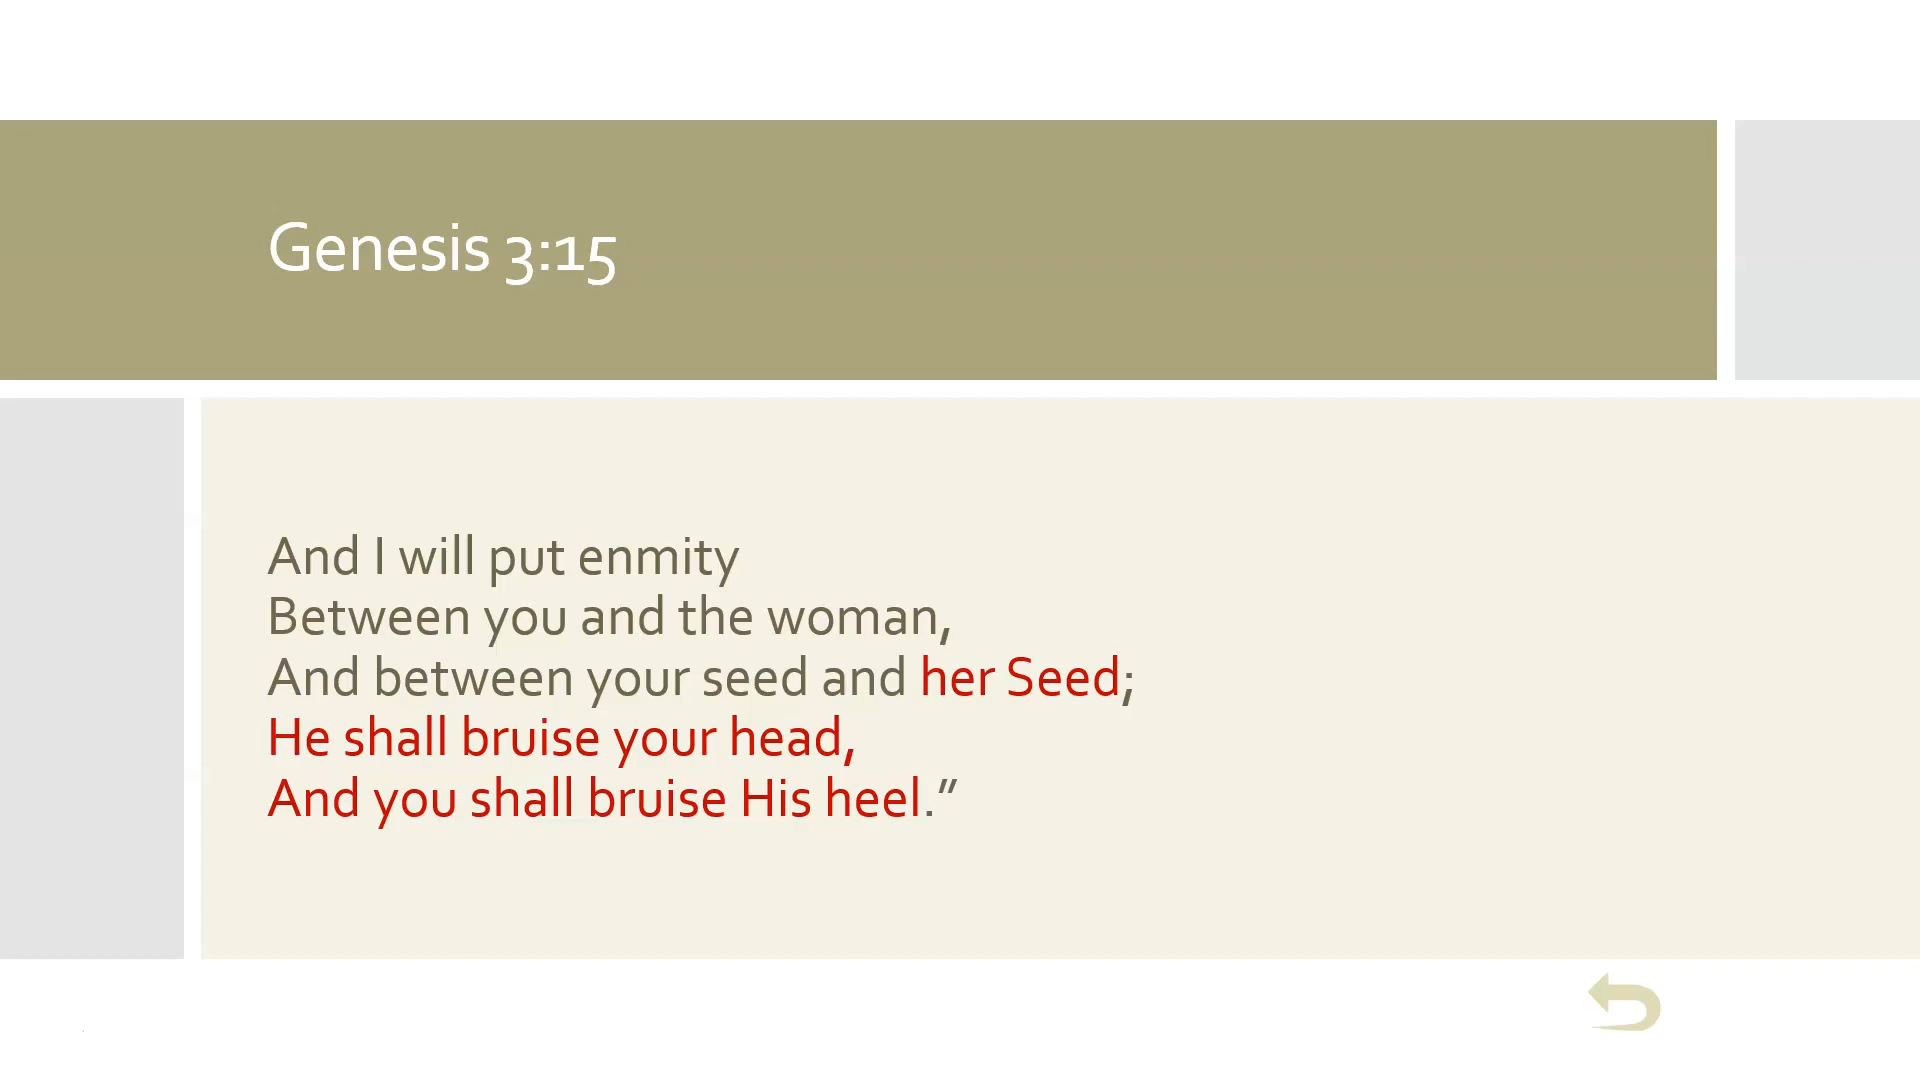 Genesis 3:15
And I will put enmity
Between you and the woman,
And between your seed and her Seed;
He shall bruise your head,
And you shall bruise His heel.”